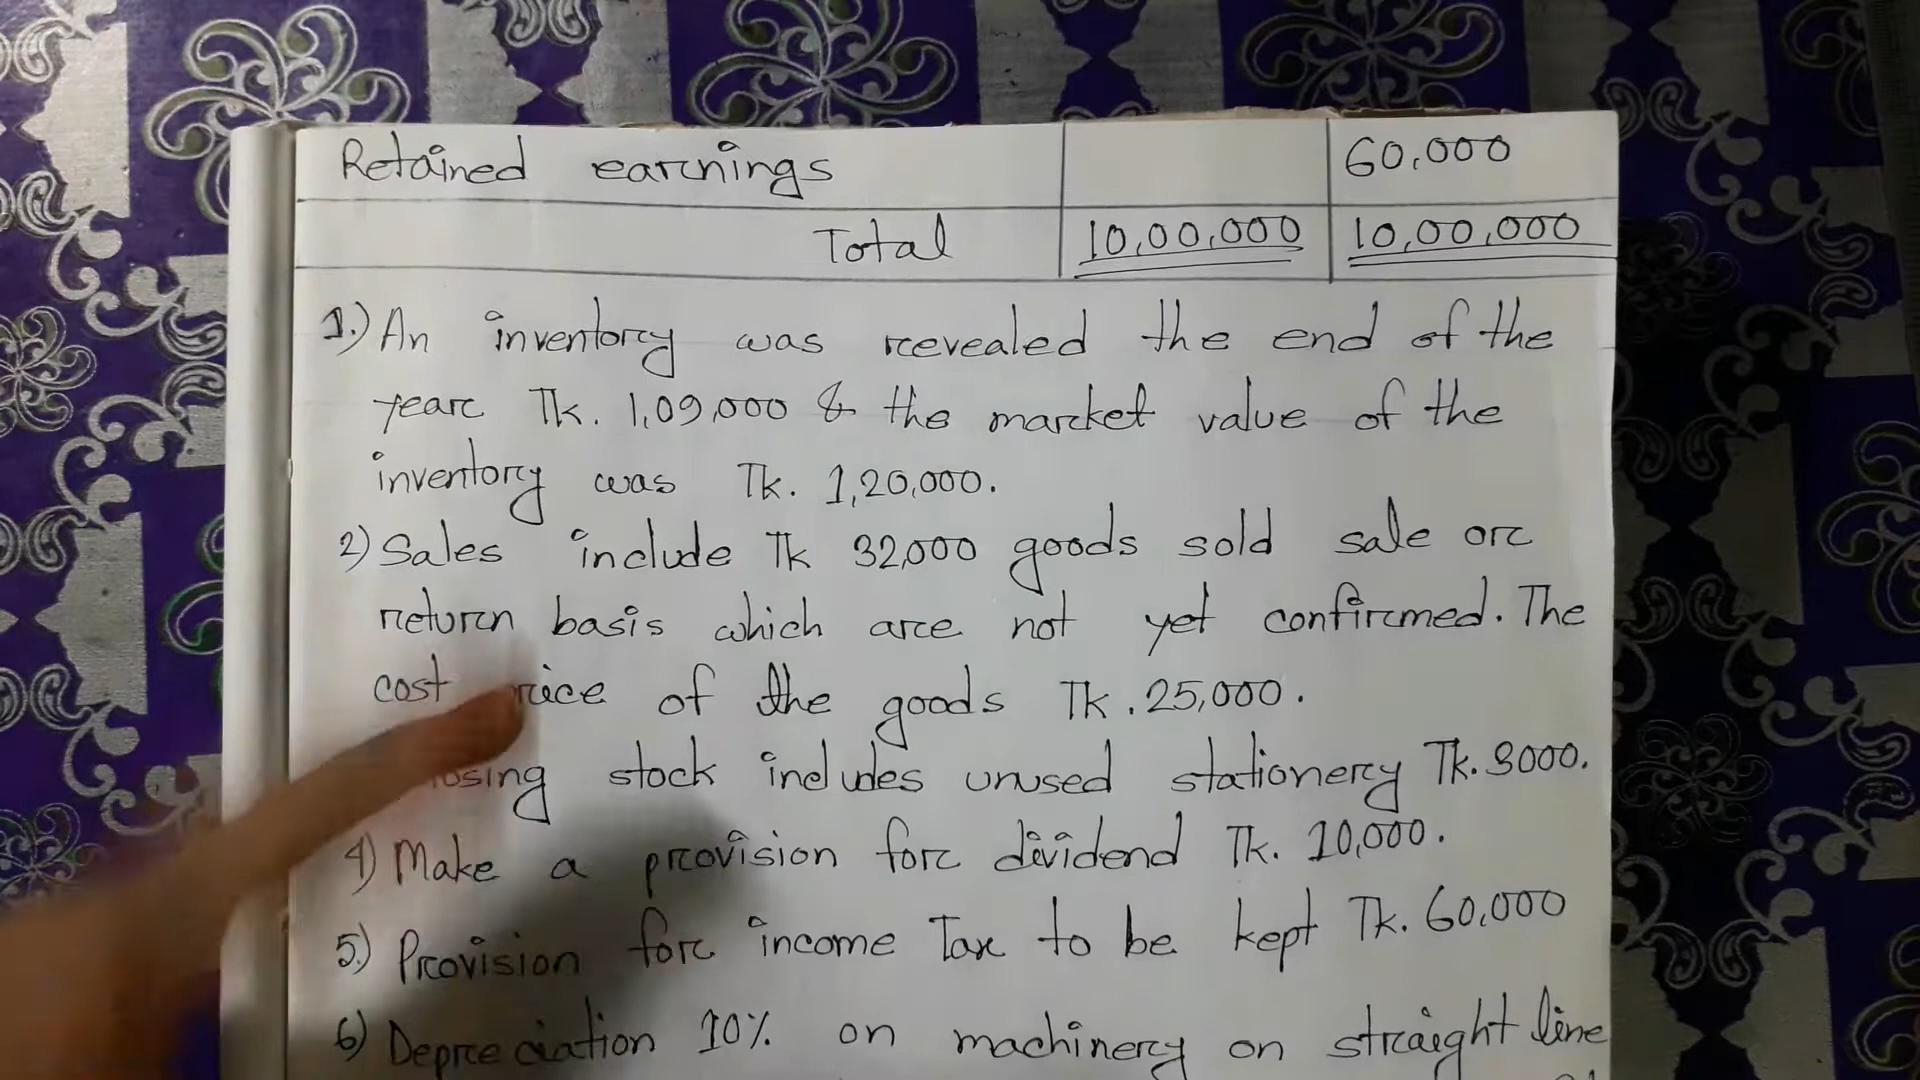 Retained earnings 60,000
Total 10,00,000 10,00,000
1.) An inventory was revealed the end of the
year Tk. 1,09,000 & the market value of the
inventory was Tk. 1,20,000.
2) Sales include Tk 32,000 goods sold sale or
return basis which are not yet confirmed. The
cost of the goods Tk. 25,000.
stock includes unused stationery Tk. 3000.
4) Make a provision for dividend Tk. 10,000.
5.) Provision for income Tax to be kept Tk. 60,000
6) Depreciation 10% on machinery on straight line